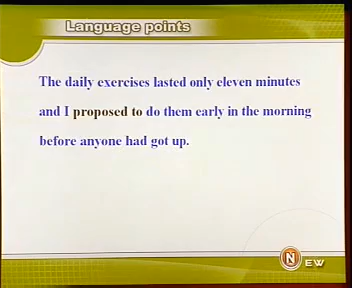 Language points
The daily exercises lasted only eleven minutes
and I proposed to do them early in the morning
before anyone had got up.
NEW